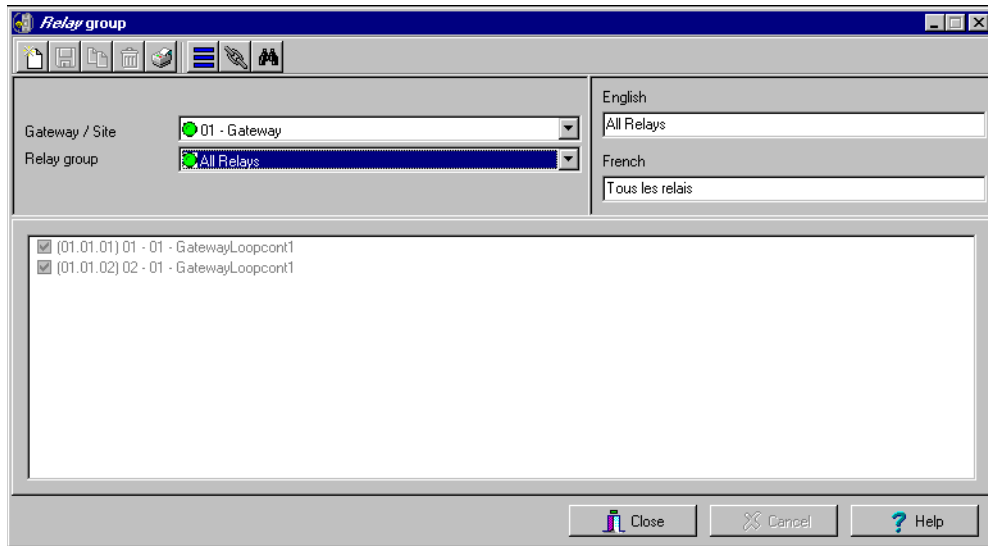 Relay group
Gateway / Site
01 - Gateway
Relay group
All Relays
English
All Relays
French
Tous les relais
(01.01.01) 01 - 01 - GatewayLoopcont1
(01.01.02) 02 - 01 - GatewayLoopcont1
Close
Cancel
? Help